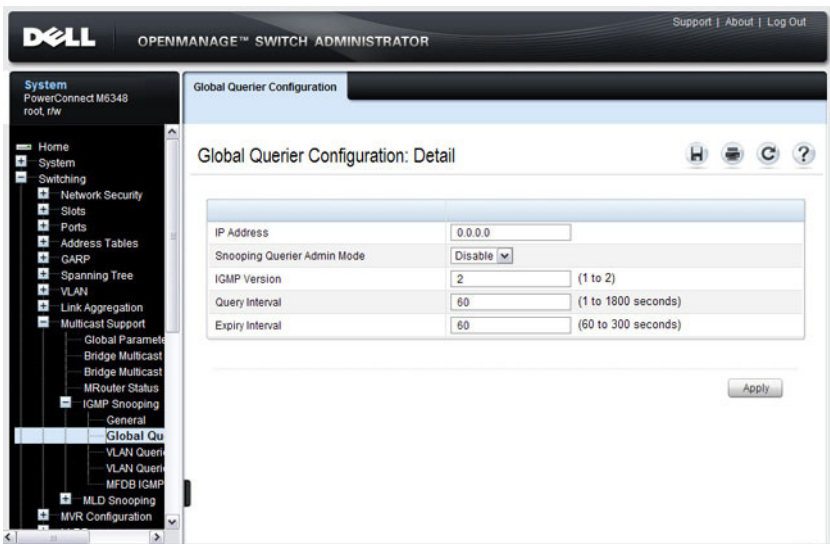 Support | About | Log Out
DELL
OPENMANAGE™ SWITCH ADMINISTRATOR
System
PowerConnect M6348
root, r/w
Global Querier Configuration
Home
System
Switching
Network Security
Slots
Ports
Address Tables
GARP
Spanning Tree
VLAN
Link Aggregation
Multicast Support
Global Paramete
Bridge Multicast
Bridge Multicast
MRouter Status
IGMP Snooping
General
Global Qu
VLAN Queri
VLAN Queri
MFDB IGMP
MLD Snooping
MVR Configuration
Global Querier Configuration: Detail
IP Address 0.0.0.0
Snooping Querier Admin Mode Disable
IGMP Version 2 (1 to 2)
Query Interval 60 (1 to 1800 seconds)
Expiry Interval 60 (60 to 300 seconds)
Apply